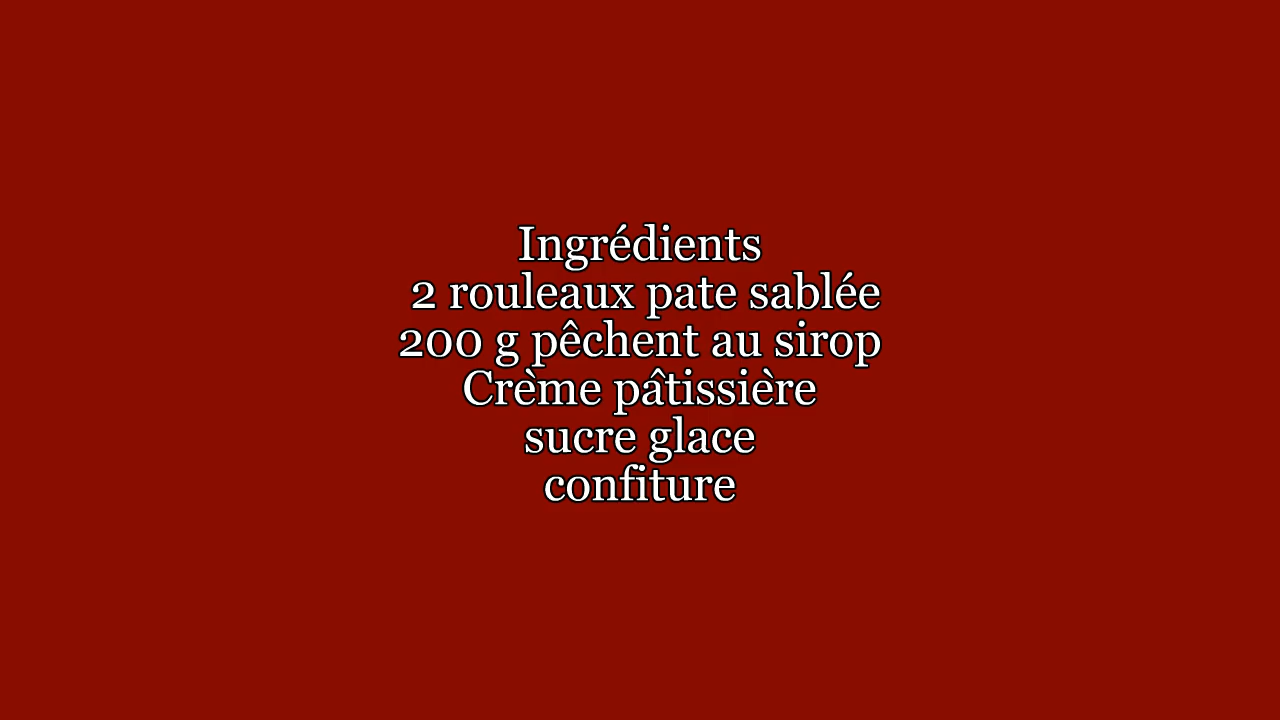 Ingrédients
2 rouleaux pate sablée
200 g pêchent au sirop
Crème pâtissière
sucre glace
confiture